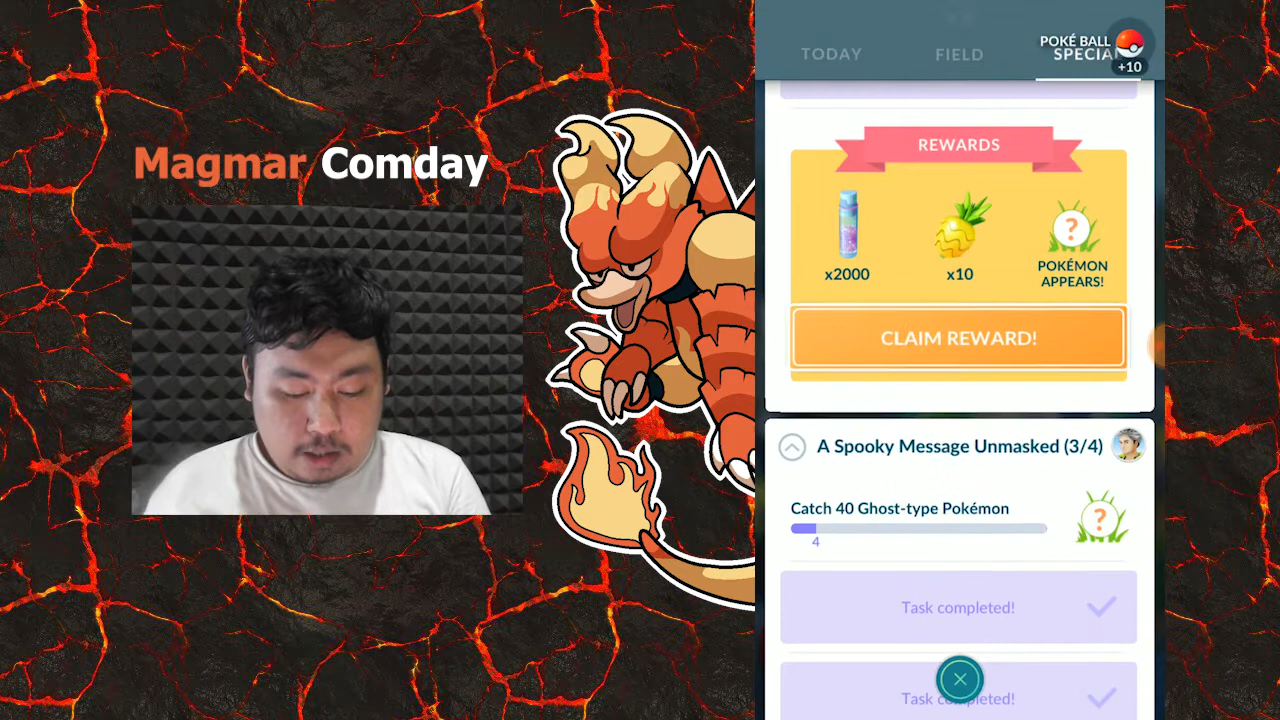 Magmar Comday
TODAY
FIELD
SPECIAL
POKÉ BALL
+10
REWARDS
x2000
x10
?
POKÉMON
APPEARS!
CLAIM REWARD!
A Spooky Message Unmasked (3/4)
Catch 40 Ghost-type Pokémon
4
?
Task completed!
Task completed!